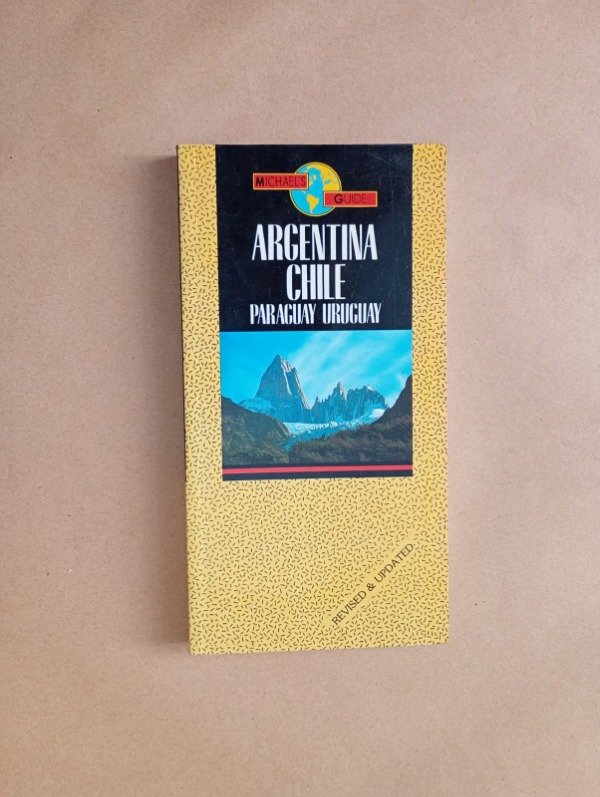 MICHAEL'S
GUIDE
ARGENTINA
CHILE
PARAGUAY URUGUAY
REVISED & UPDATED